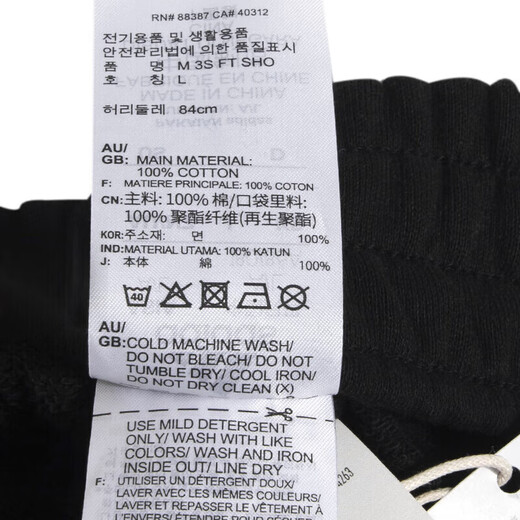 RN# 88387 CA# 40312
전기용품 및 생활용품
안전관리법에 의한 품질표시
품 명 M 3S FT SHO
호 칭 L
허리둘레 84cm
AU/
GB: MAIN MATERIAL:
100% COTTON
F: MATIERE PRINCIPALE: 100% COTON
CN: 主料: 100% 棉/口袋里料:
100% 聚酯纤维(再生聚酯)
KOR: 주소재: 면 100%
IND: MATERIAL UTAMA: 100% KATUN
J: 本体 綿 100%
40
AU/
GB: COLD MACHINE WASH/
DO NOT BLEACH/ DO NOT
TUMBLE DRY/ COOL IRON/
DO NOT DRY CLEAN (X)
USE MILD DETERGENT
ONLY/ WASH WITH LIKE
COLORS/ WASH AND IRON
INSIDE OUT/ LINE DRY
F: UTILISER UN DÉTERGENT DOUX/
LAVER AVEC LES MÊMES COULEURS/
LAVER ET REPASSER LE VÊTEMENT À
L'ENVERS/ ÉTENDRE POUR